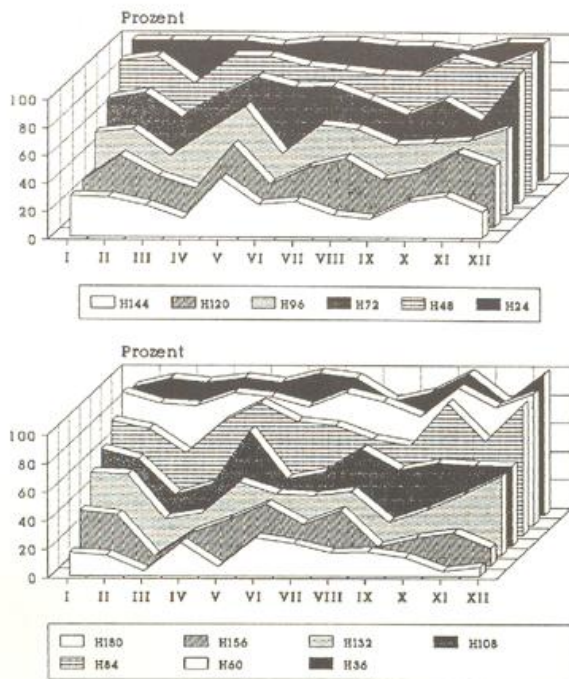 Prozent
100
80
60
40
20
0
I II III IV V VI VII VIII IX X XI XII
H144 H120 H96 H72 H48 H24
Prozent
100
80
60
40
20
0
I II III IV V VI VII VIII IX X XI XII
H180 H156 H132 H108
H84 H60 H36